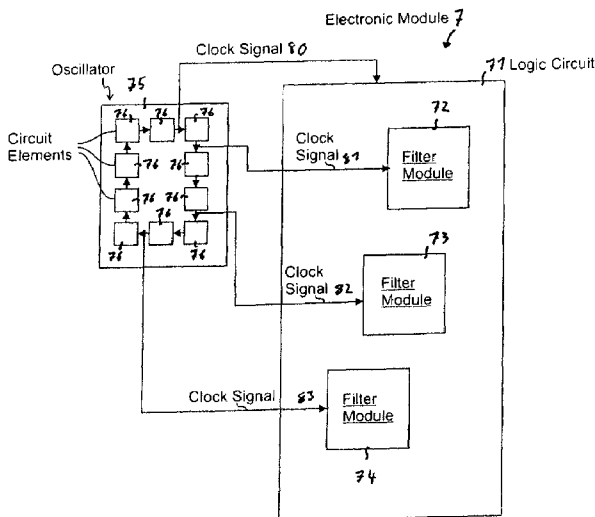 Electronic Module 7
Clock Signal 80
71 Logic Circuit
Oscillator
75
76
76
76
72
Circuit
Elements
Clock
Signal 81
Filter
Module
76
76
76
76
73
76
76
76
Clock
Signal 82
Filter
Module
Clock Signal 83
Filter
Module
74